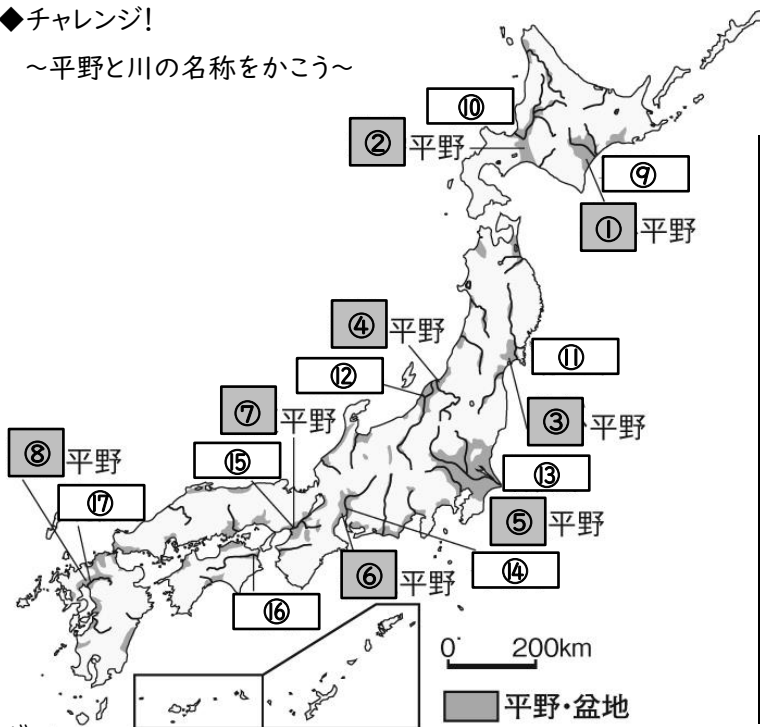 ◆チャレンジ!
~平野と川の名称をかこう~
⑩
② 平野
⑨
① 平野
④ 平野
⑪
⑫
⑦ 平野
③ 平野
⑧ 平野
⑮
⑬
⑰
⑤ 平野
⑭
⑥ 平野
⑯
0 200km
平野・盆地